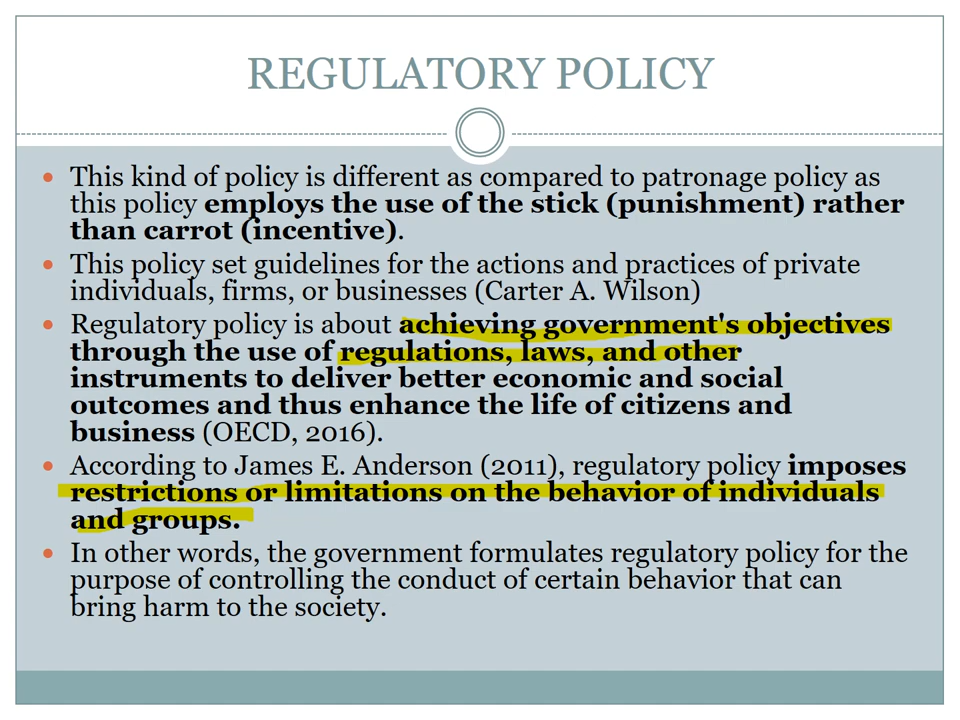 REGULATORY POLICY
• This kind of policy is different as compared to patronage policy as
this policy employs the use of the stick (punishment) rather
than carrot (incentive).
• This policy set guidelines for the actions and practices of private
individuals, firms, or businesses (Carter A. Wilson)
• Regulatory policy is about achieving government's objectives
through the use of regulations, laws, and other
instruments to deliver better economic and social
outcomes and thus enhance the life of citizens and
business (OECD, 2016).
• According to James E. Anderson (2011), regulatory policy imposes
restrictions or limitations on the behavior of individuals
and groups.
• In other words, the government formulates regulatory policy for the
purpose of controlling the conduct of certain behavior that can
bring harm to the society.